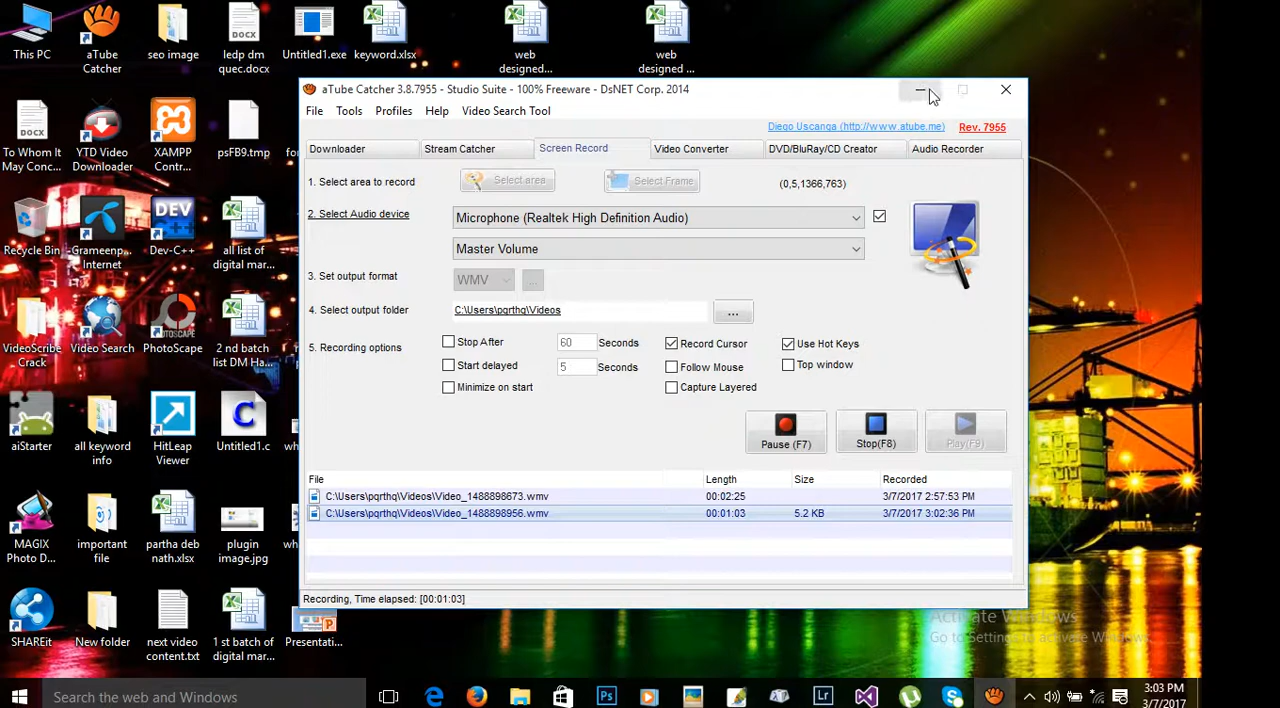 This PC
aTube Catcher
seo image
ledp dm quec.docx
Untitled1.exe
keyword.xlsx
web designed...
web designed ...
To Whom It May Conc...
YTD Video Downloader
XAMPP Control Panel
psFB9.tmp
Recycle Bin
Grameenp... Internet
Dev-C++
all list of digital mar...
VideoScribe Crack
Video Search
PhotoScape
2 nd batch list DM Ha...
aiStarter
all keyword info
HitLeap Viewer
Untitled1.c
wh
MAGIX Photo D...
important file
partha deb nath.xlsx
plugin image.jpg
wh
SHAREit
New folder
next video content.txt
1 st batch of digital mar...
Presentati...
aTube Catcher 3.8.7955 - Studio Suite - 100% Freeware - DsNET Corp. 2014
File Tools Profiles Help Video Search Tool
Diego Uscanga (http://www.atube.me) Rev. 7955
Downloader Stream Catcher Screen Record Video Converter DVD/BluRay/CD Creator Audio Recorder
1. Select area to record Select area Select Frame (0,5,1366,763)
2. Select Audio device Microphone (Realtek High Definition Audio)
Master Volume
3. Set output format WMV ...
4. Select output folder C:\Users\pqrthq\Videos ...
5. Recording options Stop After 60 Seconds Record Cursor Use Hot Keys
Start delayed 5 Seconds Follow Mouse Top window
Minimize on start Capture Layered
Pause (F7) Stop(F8) Play(F9)
File Length Size Recorded
C:\Users\pqrthq\Videos\Video_1488898673.wmv 00:02:25 3/7/2017 2:57:53 PM
C:\Users\pqrthq\Videos\Video_1488898956.wmv 00:01:03 5.2 KB 3/7/2017 3:02:36 PM
Recording, Time elapsed: [00:01:03]
Activate Windows
Go to Settings to activate Windows.
Search the web and Windows
3:03 PM
3/7/2017